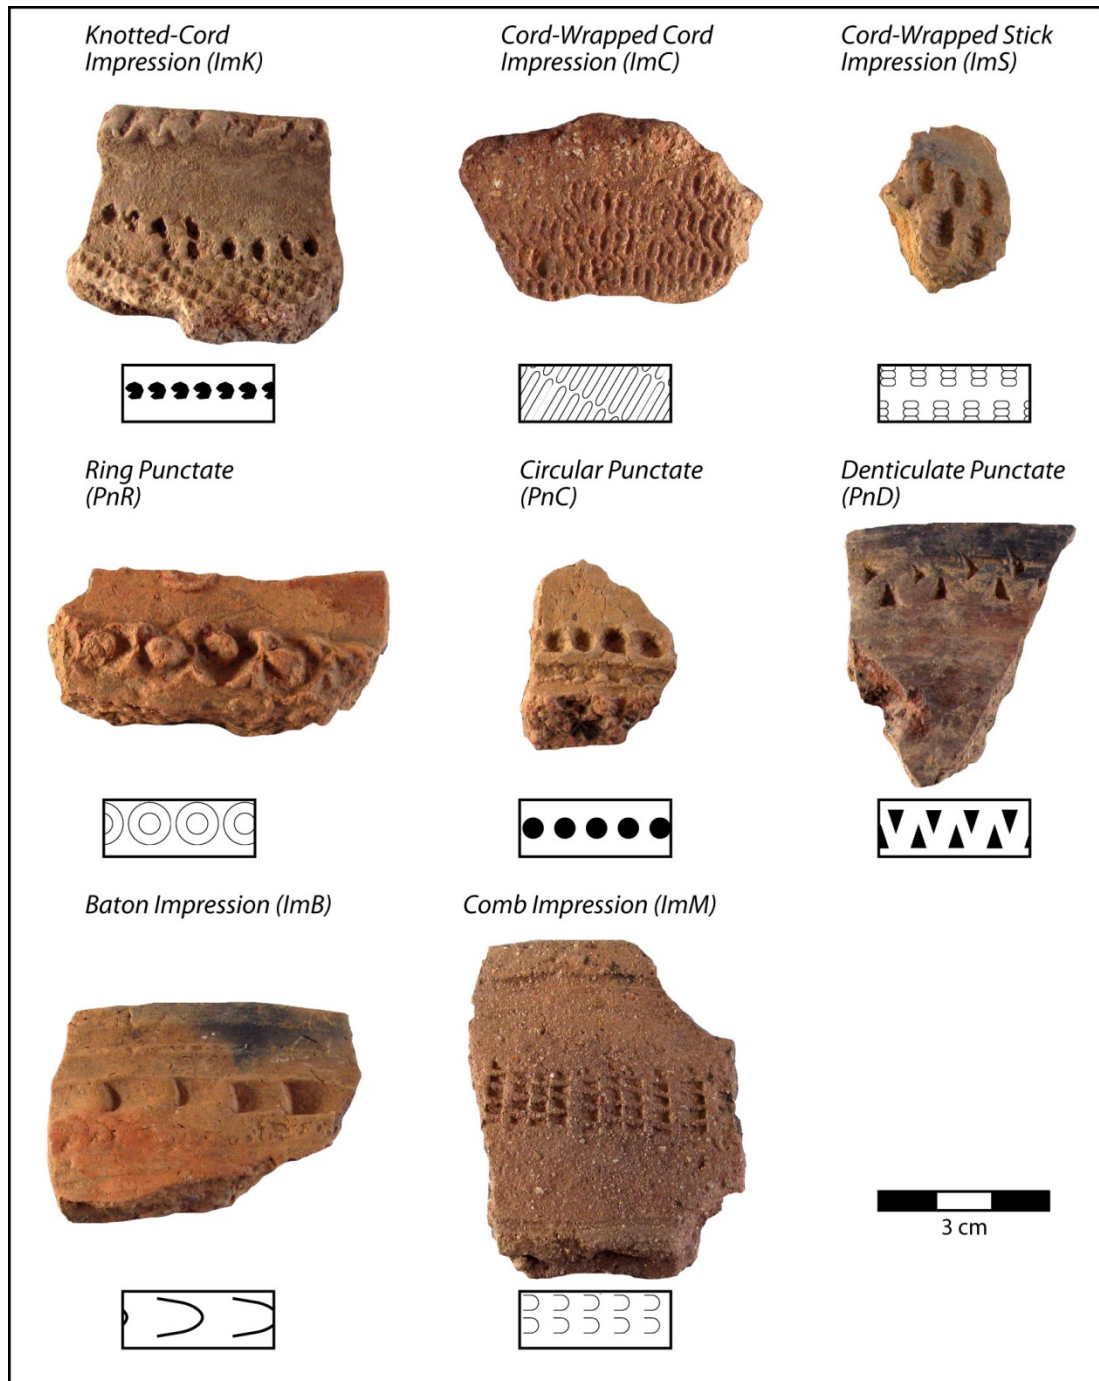 Knotted-Cord
Impression (ImK)
Cord-Wrapped Cord
Impression (ImC)
Cord-Wrapped Stick
Impression (ImS)
Ring Punctate
(PnR)
Circular Punctate
(PnC)
Denticulate Punctate
(PnD)
Baton Impression (ImB)
Comb Impression (ImM)
3 cm